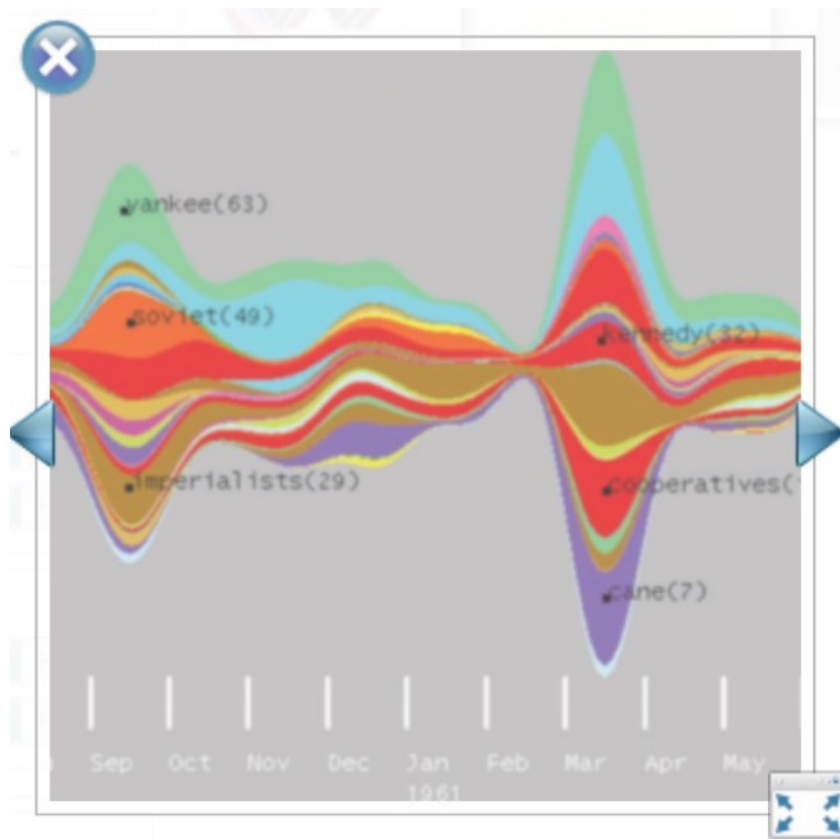 yankee(63)
soviet(49)
kennedy(32)
imperialists(29)
cooperatives(
cane(7)
Sep Oct Nov Dec Jan Feb Mar Apr May
1961